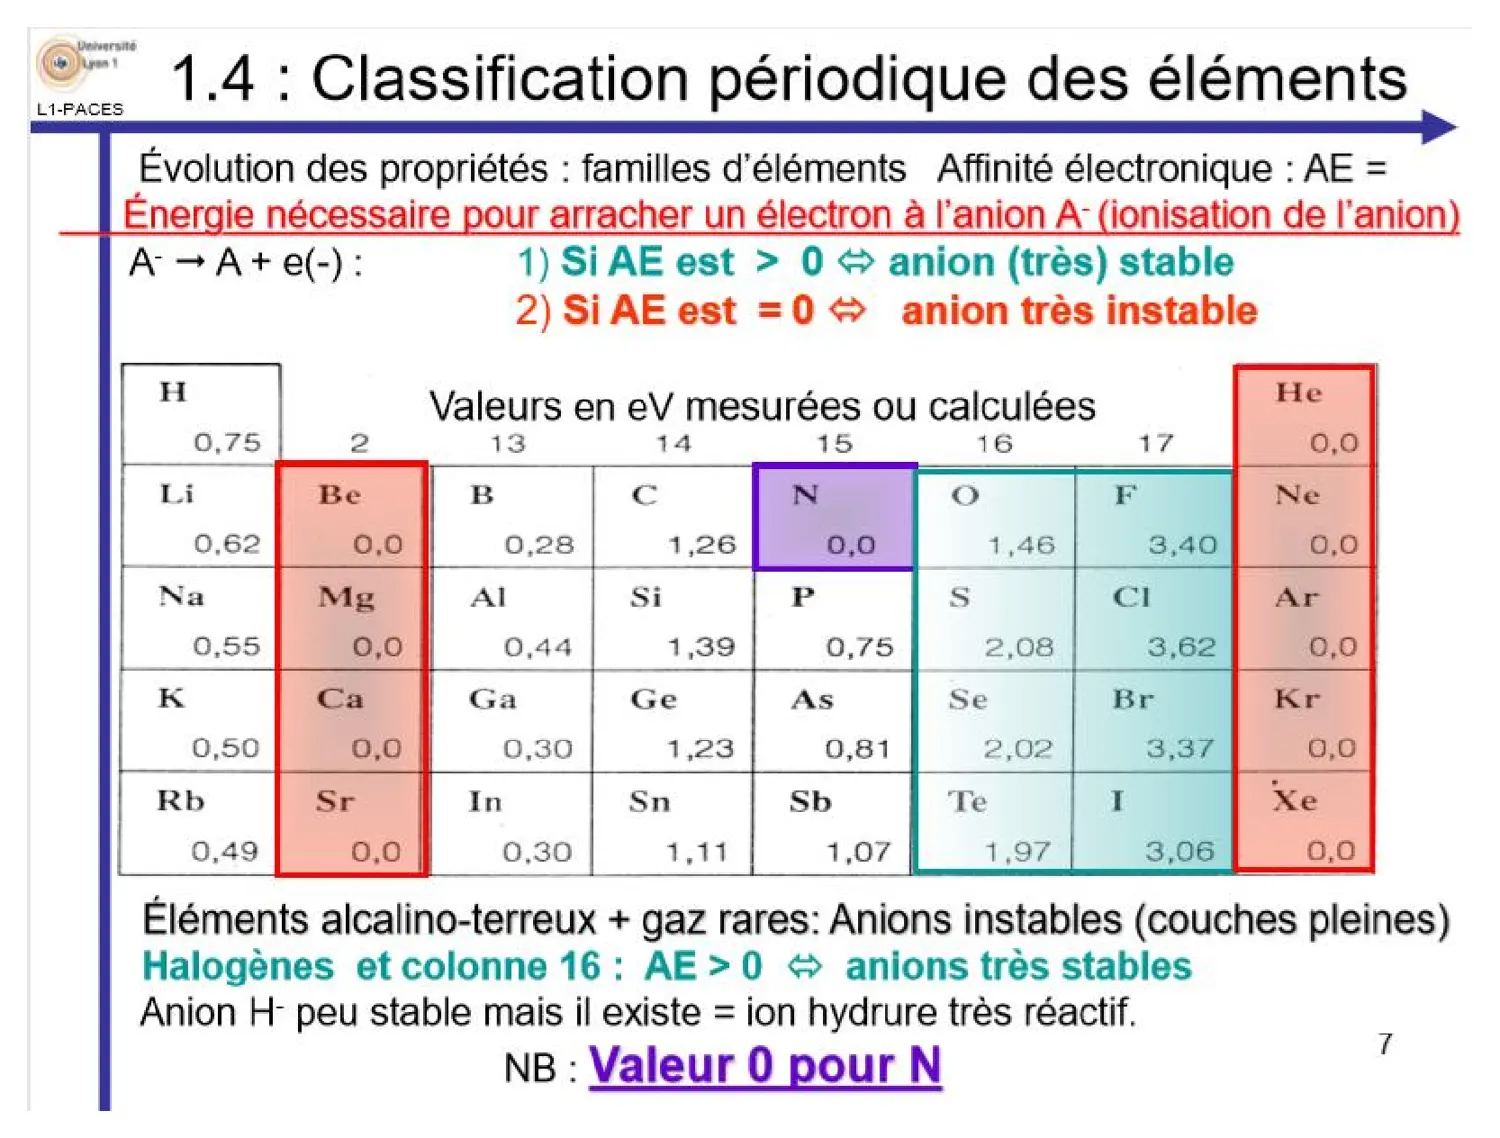 Université
Lyon 1
L1-PACES
1.4 : Classification périodique des éléments
Évolution des propriétés : familles d'éléments Affinité électronique : AE =
Énergie nécessaire pour arracher un électron à l'anion A- (ionisation de l'anion)
A- → A + e(-) : 1) Si AE est > 0 ⇔ anion (très) stable
2) Si AE est = 0 ⇔ anion très instable
H He
Valeurs en eV mesurées ou calculées
0,75 2 13 14 15 16 17 0,0
Li Be B C N O F Ne
0,62 0,0 0,28 1,26 0,0 1,46 3,40 0,0
Na Mg Al Si P S Cl Ar
0,55 0,0 0,44 1,39 0,75 2,08 3,62 0,0
K Ca Ga Ge As Se Br Kr
0,50 0,0 0,30 1,23 0,81 2,02 3,37 0,0
Rb Sr In Sn Sb Te I Xe
0,49 0,0 0,30 1,11 1,07 1,97 3,06 0,0
Éléments alcalino-terreux + gaz rares: Anions instables (couches pleines)
Halogènes et colonne 16 : AE > 0 ⇔ anions très stables
Anion H- peu stable mais il existe = ion hydrure très réactif.
7
NB : Valeur 0 pour N